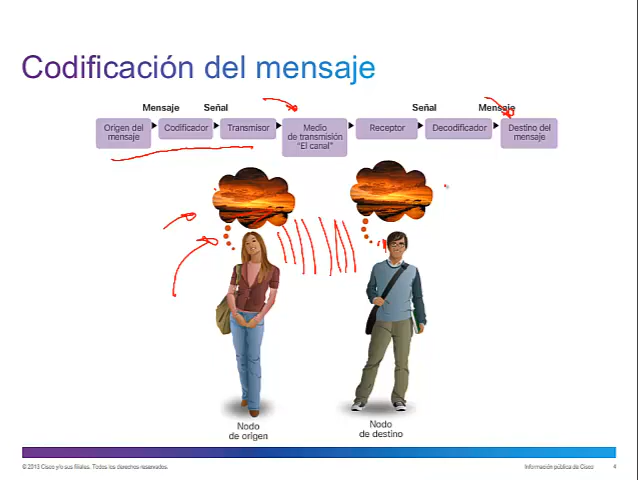 Codificación del mensaje
Mensaje Señal Señal Mensaje
Origen del mensaje
Codificador
Transmisor
Medio
de transmisión
"El canal"
Receptor
Decodificador
Destino del
mensaje
Nodo
de origen
Nodo
de destino
© 2013 Cisco y/o sus filiales. Todos los derechos reservados.
Información pública de Cisco
4